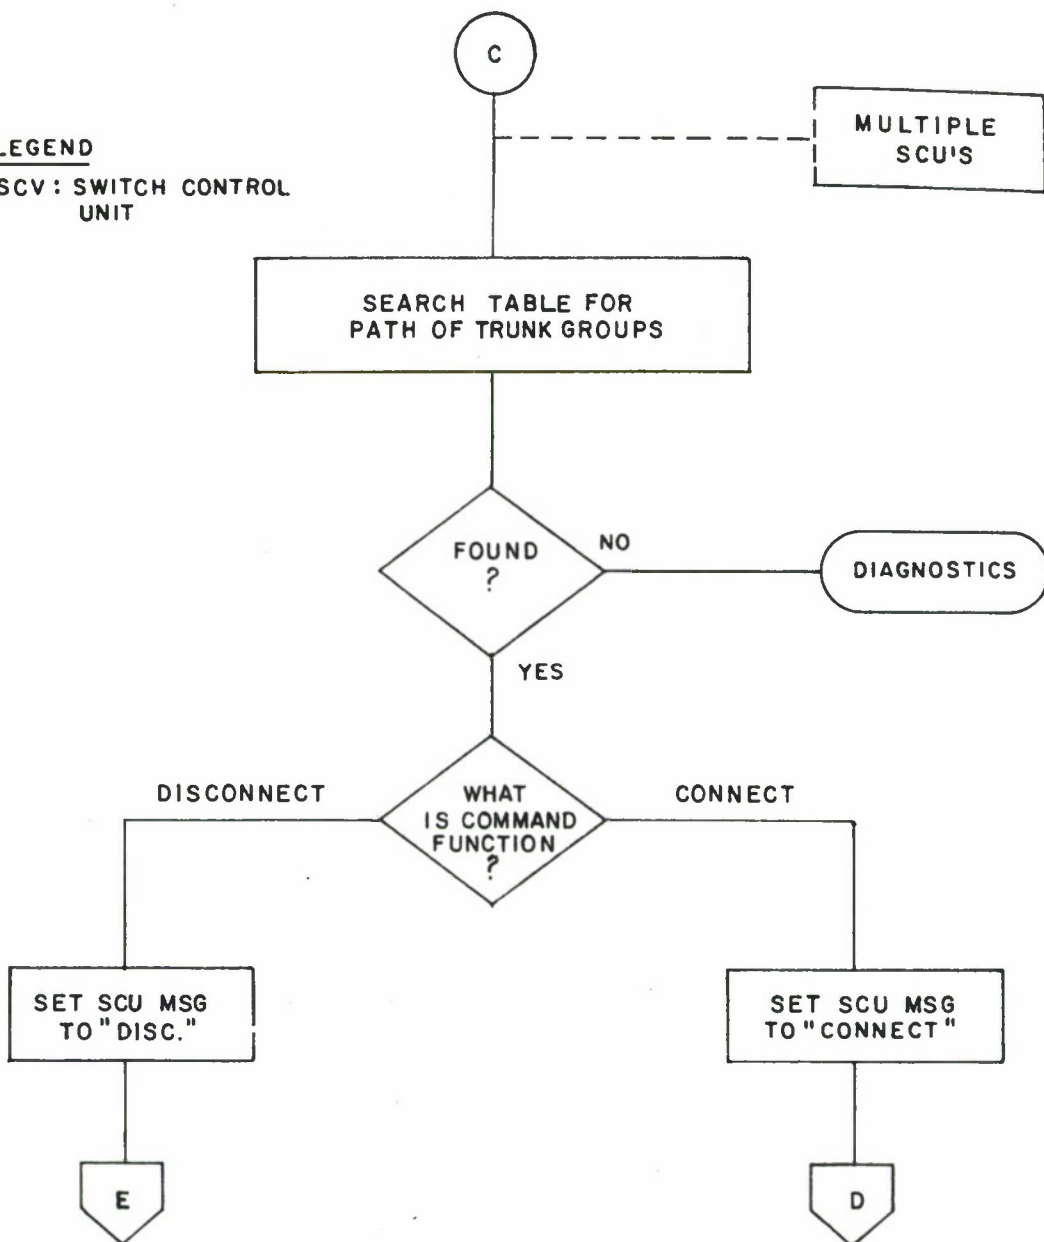 C
MULTIPLE
SCU'S
LEGEND
SCV: SWITCH CONTROL
UNIT
SEARCH TABLE FOR
PATH OF TRUNK GROUPS
FOUND
?
NO
DIAGNOSTICS
YES
DISCONNECT
WHAT
IS COMMAND
FUNCTION
?
CONNECT
SET SCU MSG
TO "DISC."
SET SCU MSG
TO "CONNECT"
E
D